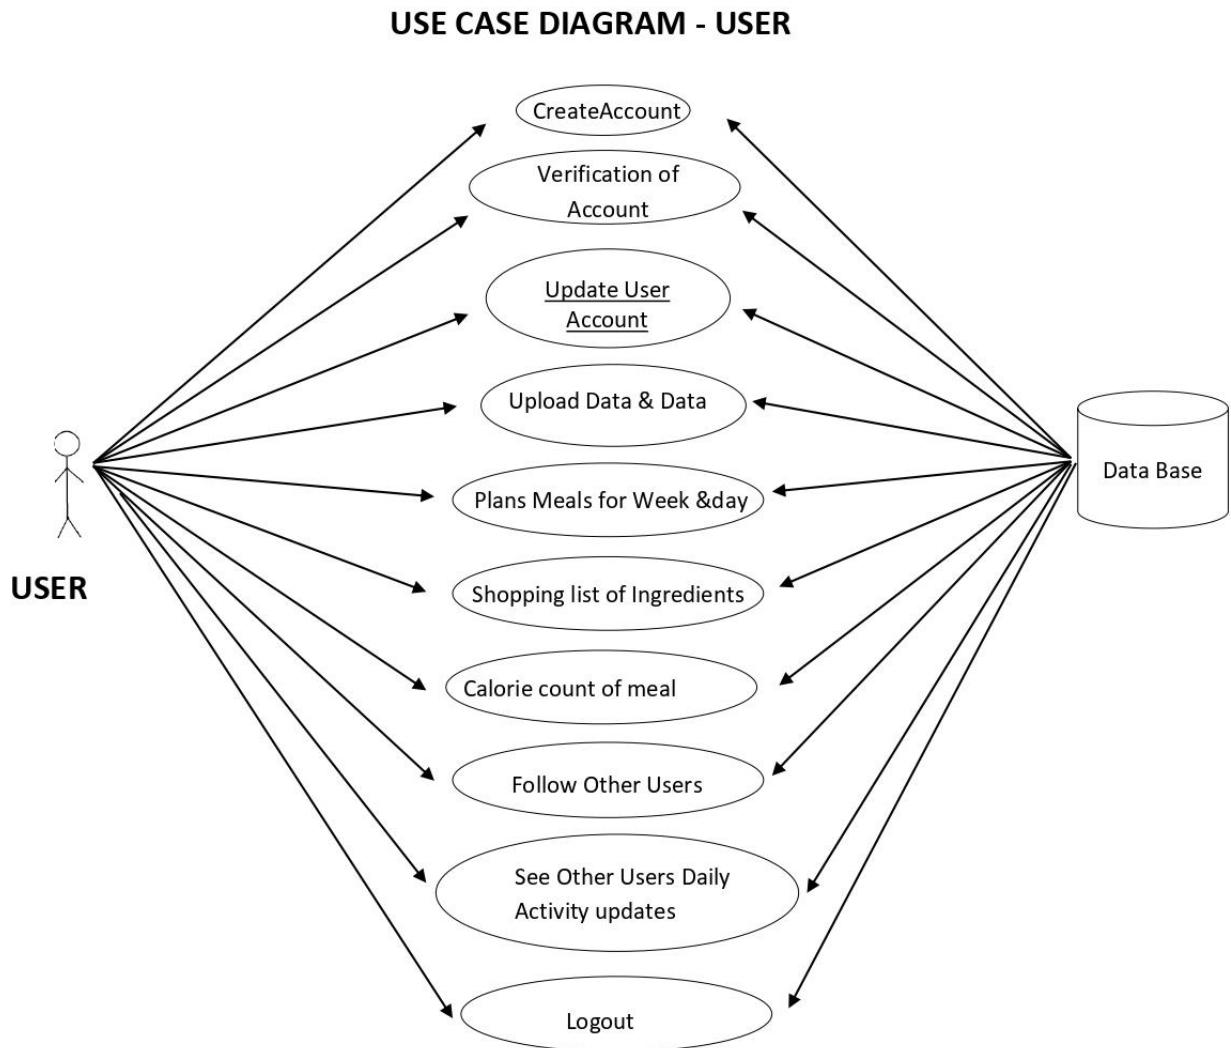 USE CASE DIAGRAM - USER
CreateAccount
Verification of
Account
Update User
Account
Upload Data & Data
Plans Meals for Week &day
Data Base
USER
Shopping list of Ingredients
Calorie count of meal
Follow Other Users
See Other Users Daily
Activity updates
Logout